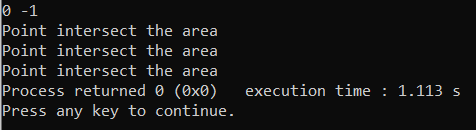 0 -1
Point intersect the area
Point intersect the area
Point intersect the area
Process returned 0 (0x0)   execution time : 1.113 s
Press any key to continue.